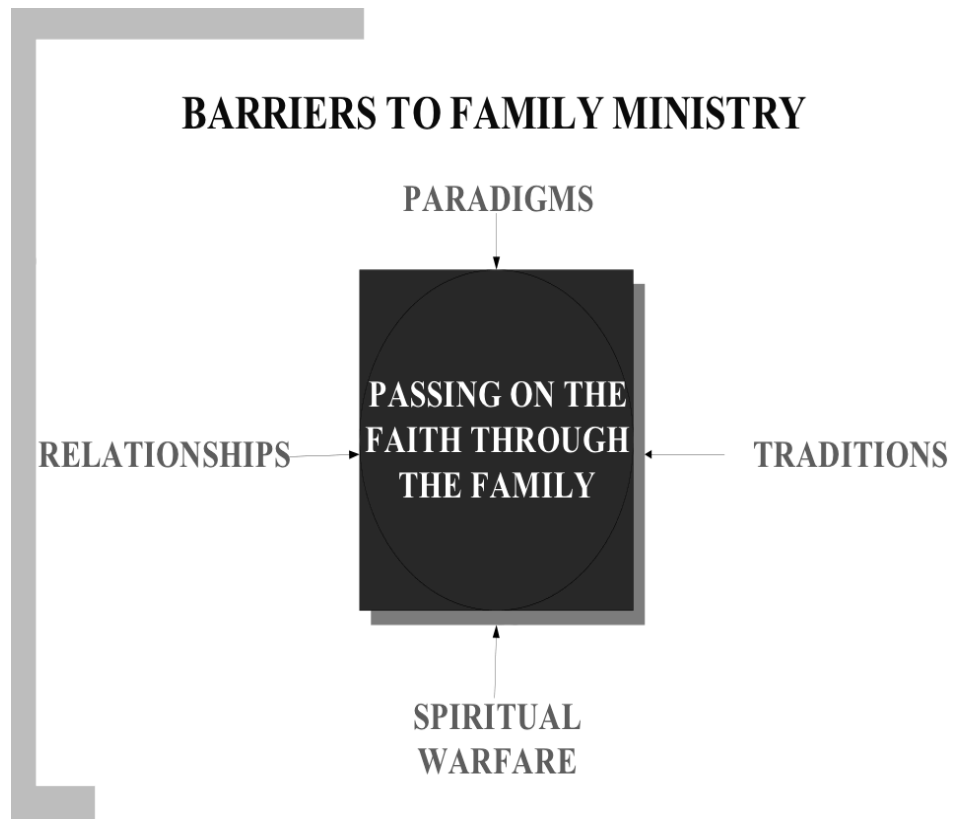 BARRIERS TO FAMILY MINISTRY
PARADIGMS
PASSING ON THE
FAITH THROUGH
THE FAMILY
RELATIONSHIPS
TRADITIONS
SPIRITUAL
WARFARE